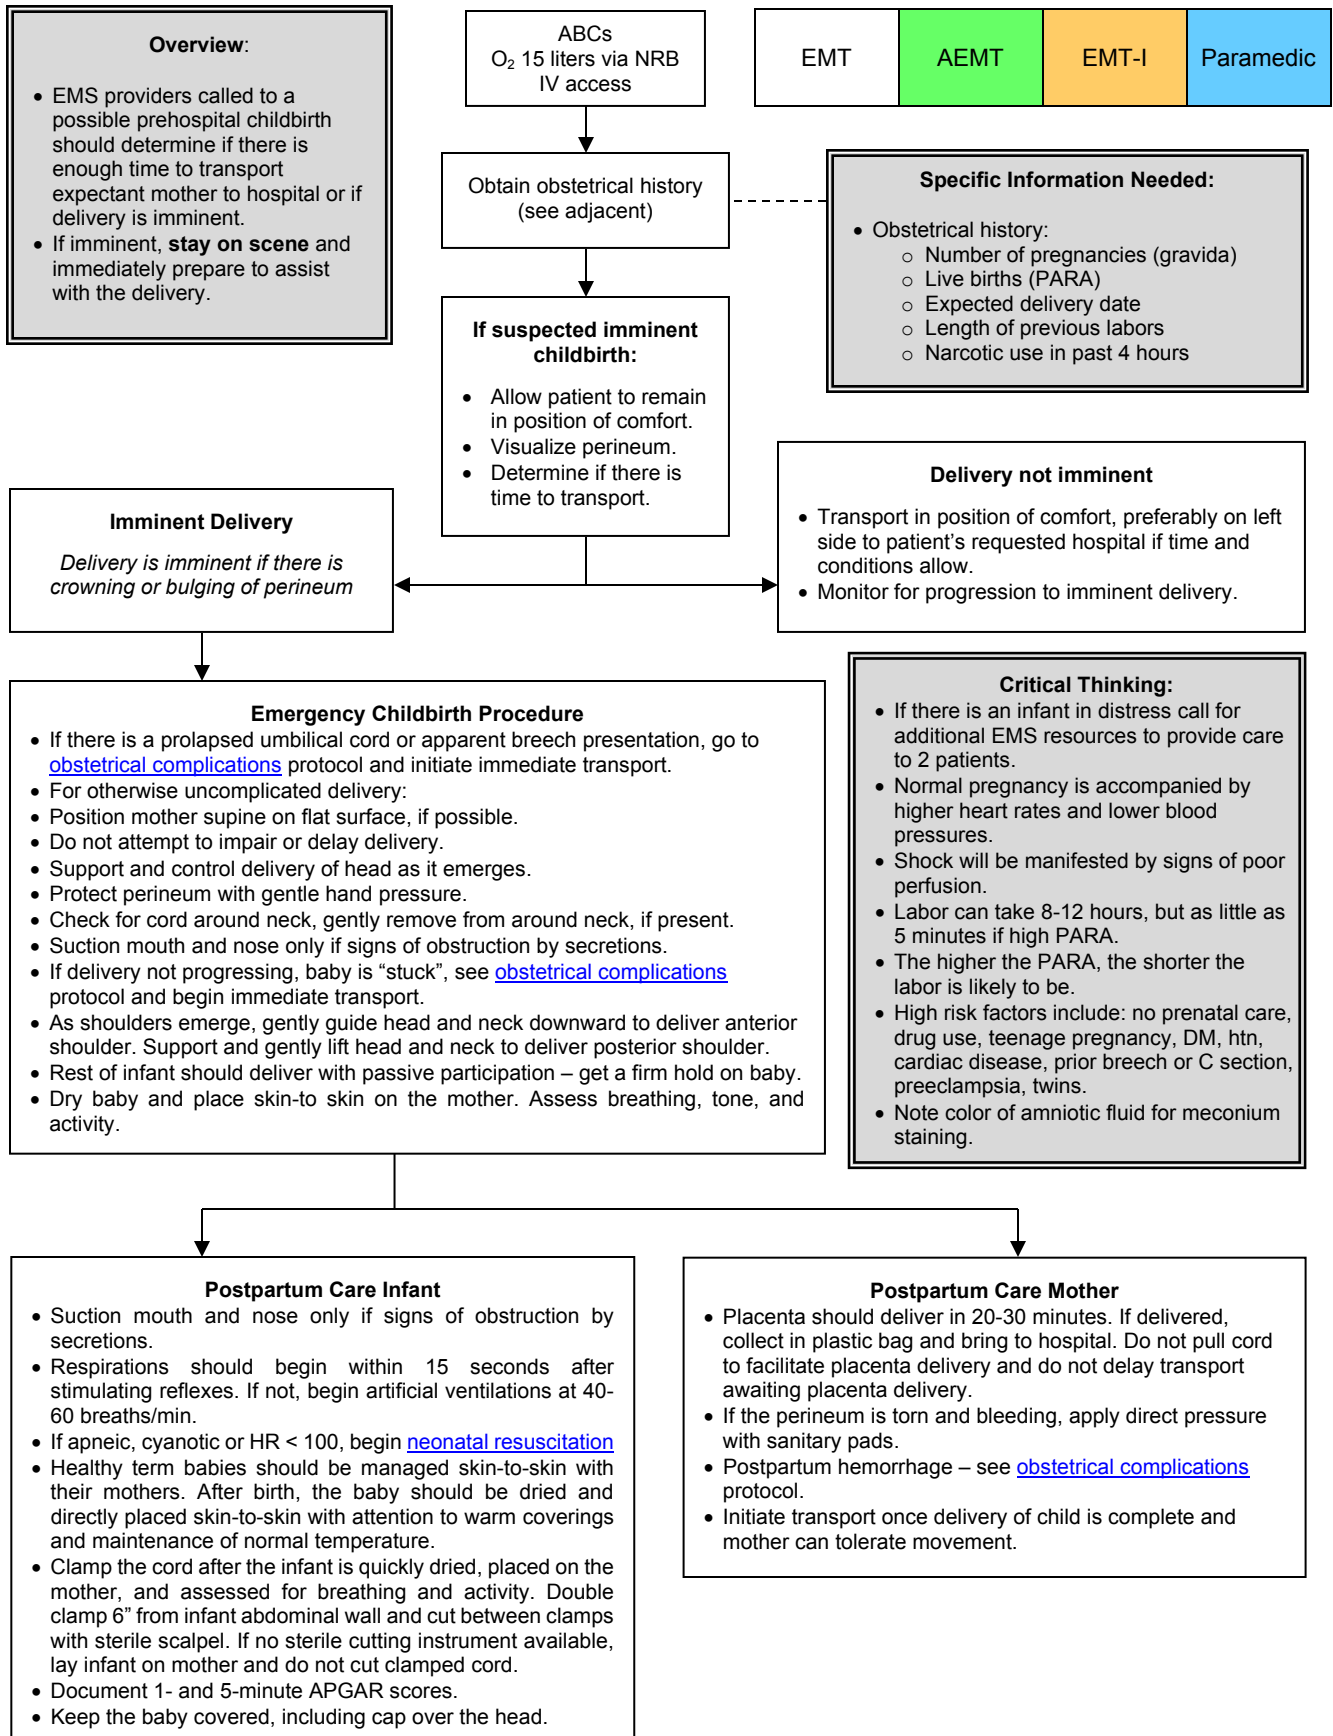 Overview:
• EMS providers called to a
possible prehospital childbirth
should determine if there is
enough time to transport
expectant mother to hospital or if
delivery is imminent.
• If imminent, stay on scene and
immediately prepare to assist
with the delivery.
ABCs
O₂ 15 liters via NRB
IV access
EMT
AEMT
EMT-I
Paramedic
Obtain obstetrical history
(see adjacent)
Specific Information Needed:
• Obstetrical history:
o Number of pregnancies (gravida)
o Live births (PARA)
o Expected delivery date
o Length of previous labors
o Narcotic use in past 4 hours
If suspected imminent
childbirth:
• Allow patient to remain
in position of comfort.
• Visualize perineum.
• Determine if there is
time to transport.
Imminent Delivery
Delivery is imminent if there is
crowning or bulging of perineum
Delivery not imminent
• Transport in position of comfort, preferably on left
side to patient's requested hospital if time and
conditions allow.
• Monitor for progression to imminent delivery.
Emergency Childbirth Procedure
• If there is a prolapsed umbilical cord or apparent breech presentation, go to
obstetrical complications protocol and initiate immediate transport.
• For otherwise uncomplicated delivery:
• Position mother supine on flat surface, if possible.
• Do not attempt to impair or delay delivery.
• Support and control delivery of head as it emerges.
• Protect perineum with gentle hand pressure.
• Check for cord around neck, gently remove from around neck, if present.
• Suction mouth and nose only if signs of obstruction by secretions.
• If delivery not progressing, baby is “stuck”, see obstetrical complications
protocol and begin immediate transport.
• As shoulders emerge, gently guide head and neck downward to deliver anterior
shoulder. Support and gently lift head and neck to deliver posterior shoulder.
• Rest of infant should deliver with passive participation – get a firm hold on baby.
• Dry baby and place skin-to skin on the mother. Assess breathing, tone, and
activity.
Critical Thinking:
• If there is an infant in distress call for
additional EMS resources to provide care
to 2 patients.
• Normal pregnancy is accompanied by
higher heart rates and lower blood
pressures.
• Shock will be manifested by signs of poor
perfusion.
• Labor can take 8-12 hours, but as little as
5 minutes if high PARA.
• The higher the PARA, the shorter the
labor is likely to be.
• High risk factors include: no prenatal care,
drug use, teenage pregnancy, DM, htn,
cardiac disease, prior breech or C section,
preeclampsia, twins.
• Note color of amniotic fluid for meconium
staining.
Postpartum Care Infant
• Suction mouth and nose only if signs of obstruction by
secretions.
• Respirations should begin within 15 seconds after
stimulating reflexes. If not, begin artificial ventilations at 40-
60 breaths/min.
• If apneic, cyanotic or HR < 100, begin neonatal resuscitation
• Healthy term babies should be managed skin-to-skin with
their mothers. After birth, the baby should be dried and
directly placed skin-to-skin with attention to warm coverings
and maintenance of normal temperature.
• Clamp the cord after the infant is quickly dried, placed on the
mother, and assessed for breathing and activity. Double
clamp 6” from infant abdominal wall and cut between clamps
with sterile scalpel. If no sterile cutting instrument available,
lay infant on mother and do not cut clamped cord.
• Document 1- and 5-minute APGAR scores.
• Keep the baby covered, including cap over the head.
Postpartum Care Mother
• Placenta should deliver in 20-30 minutes. If delivered,
collect in plastic bag and bring to hospital. Do not pull cord
to facilitate placenta delivery and do not delay transport
awaiting placenta delivery.
• If the perineum is torn and bleeding, apply direct pressure
with sanitary pads.
• Postpartum hemorrhage – see obstetrical complications
protocol.
• Initiate transport once delivery of child is complete and
mother can tolerate movement.